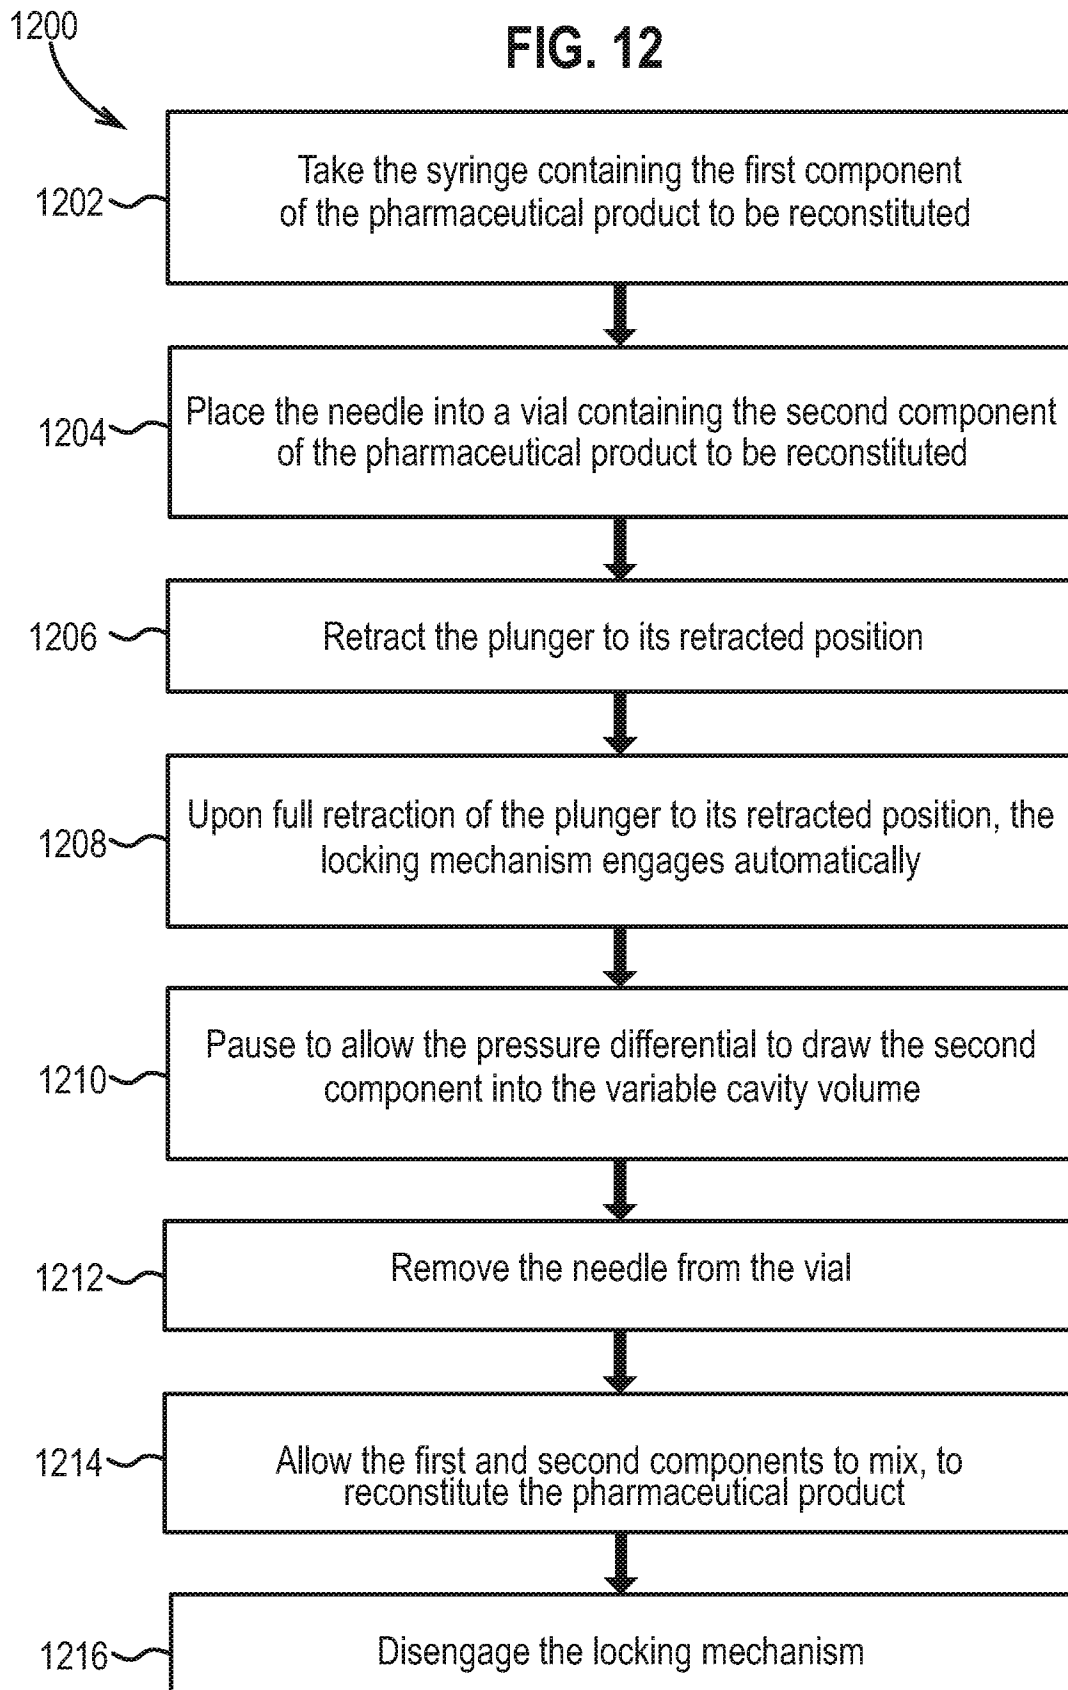 1200
FIG. 12
1202
Take the syringe containing the first component
of the pharmaceutical product to be reconstituted
1204
Place the needle into a vial containing the second component
of the pharmaceutical product to be reconstituted
1206
Retract the plunger to its retracted position
1208
Upon full retraction of the plunger to its retracted position, the
locking mechanism engages automatically
1210
Pause to allow the pressure differential to draw the second
component into the variable cavity volume
1212
Remove the needle from the vial
1214
Allow the first and second components to mix, to
reconstitute the pharmaceutical product
1216
Disengage the locking mechanism